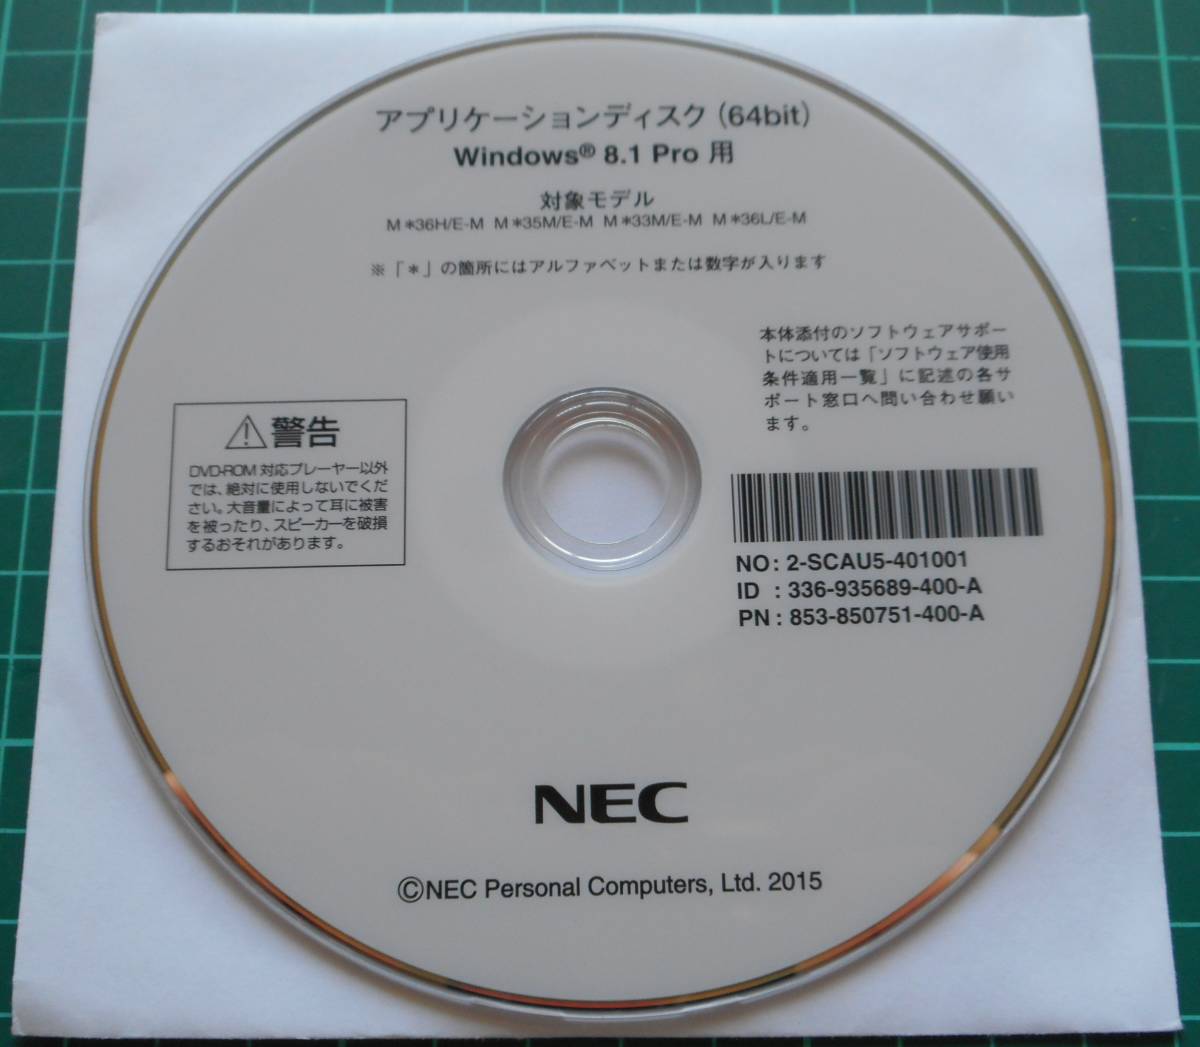 アプリケーションディスク（64bit）
Windows® 8.1 Pro 用
対象モデル
M＊36H/E-M M＊35M/E-M M＊33M/E-M M＊36L/E-M
※「＊」の箇所にはアルファベットまたは数字が入ります
本体添付のソフトウェアサポー
トについては「ソフトウェア使用
条件適用一覧」に記述の各サ
ポート窓口へ問い合わせ願い
ます。
⚠警告
DVD-ROM 対応プレーヤー以外
では、絶対に使用しないでくだ
さい。大音量によって耳に被害
を被ったり、スピーカーを破損
するおそれがあります。
NO : 2-SCAU5-401001
ID : 336-935689-400-A
PN : 853-850751-400-A
NEC
©NEC Personal Computers, Ltd. 2015